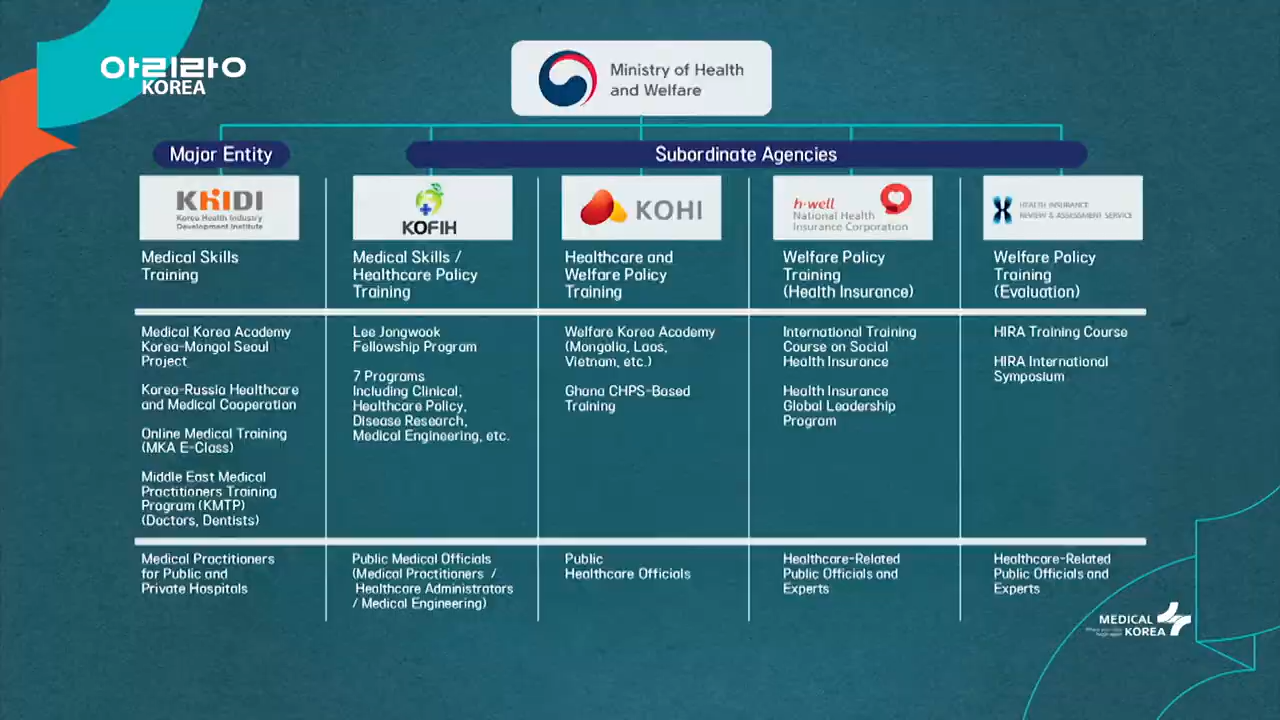 아리랑
KOREA
Ministry of Health
and Welfare
Major Entity
Subordinate Agencies
KHIDI
Korea Health Industry
Development Institute
KOFIH
KOHI
h·well
National Health
Insurance Corporation
HEALTH INSURANCE
REVIEW & ASSESSMENT SERVICE
Medical Skills
Training
Medical Skills /
Healthcare Policy
Training
Healthcare and
Welfare Policy
Training
Welfare Policy
Training
(Health Insurance)
Welfare Policy
Training
(Evaluation)
Medical Korea Academy
Korea-Mongol Seoul
Project
Korea-Russia Healthcare
and Medical Cooperation
Online Medical Training
(MKA E-Class)
Middle East Medical
Practitioners Training
Program (KMTP)
(Doctors, Dentists)
Lee Jongwook
Fellowship Program
7 Programs
Including Clinical,
Healthcare Policy,
Disease Research,
Medical Engineering, etc.
Welfare Korea Academy
(Mongolia, Laos,
Vietnam, etc.)
Ghana CHPS-Based
Training
International Training
Course on Social
Health Insurance
Health Insurance
Global Leadership
Program
HIRA Training Course
HIRA International
Symposium
Medical Practitioners
for Public and
Private Hospitals
Public Medical Officials
(Medical Practitioners /
Healthcare Administrators
/ Medical Engineering)
Public
Healthcare Officials
Healthcare-Related
Public Officials and
Experts
Healthcare-Related
Public Officials and
Experts
MEDICAL
KOREA